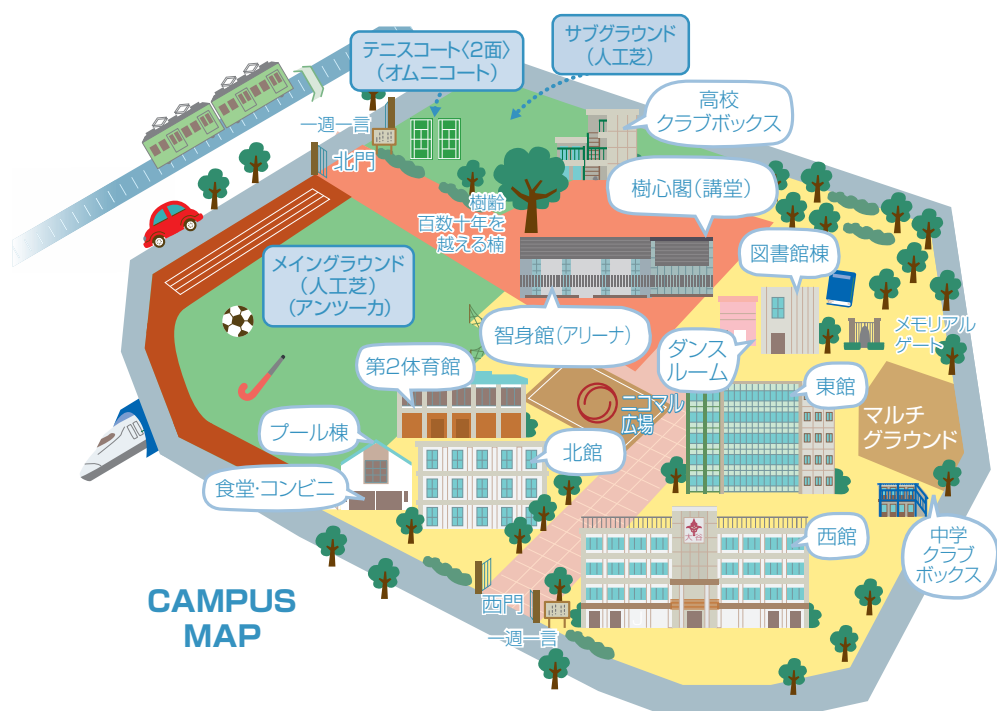 テニスコート〈2面〉
（オムニコート）
サブグラウンド
（人工芝）
高校
クラブボックス
一週一言
北門
樹齢
百数十年を
越える楠
樹心閣（講堂）
図書館棟
メイングラウンド
（人工芝）
（アンツーカ）
智身館（アリーナ）
メモリアル
ゲート
ダンス
ルーム
第2体育館
ニコマル
広場
東館
マルチ
グラウンド
プール棟
北館
食堂・コンビニ
大谷
西館
中学
クラブ
ボックス
西門
一週一言
CAMPUS
MAP